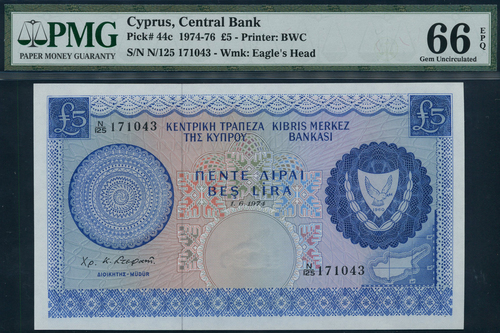 PMG
PAPER MONEY GUARANTY
Cyprus, Central Bank
Pick# 44c 1974-76 £5 - Printer: BWC
S/N N/125 171043 - Wmk: Eagle's Head
66 EPQ
Gem Uncirculated
£5
£5
N/125 171043
ΚΕΝΤΡΙΚΗ ΤΡΑΠΕΖΑ ΤΗΣ ΚΥΠΡΟΥ
KIBRIS MERKEZ BANKASI
ΠΕΝΤΕ ΛΙΡΑΙ
BEŞ LİRA
1.6.1974
ΔΙΟΙΚΗΤΗΣ - MÜDÜR
N/125 171043